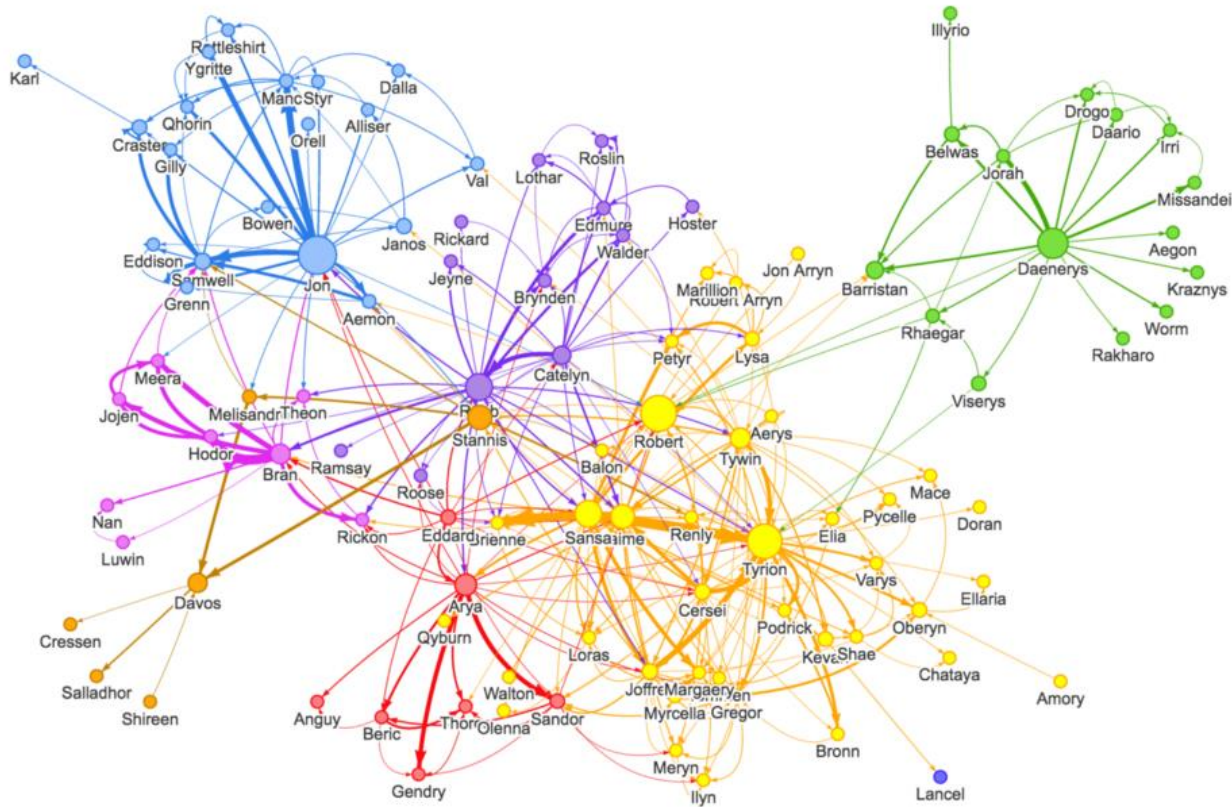 Illyrio
Rattleshirt
Ygritte
Karl
Dalla
Styr
Drogo
Qhorin
Daario
Alliser
Orell
Craster
Belwas
Irri
Roslin
Gilly
Jorah
Lothar
Val
Missandei
Edmure
Hoster
Bowen
Rickard
Walder
Janos
Aegon
Daenerys
Eddison
Jeyne
Jon Arryn
Samwell
Jon
Kraznys
Barristan
Marillion
Brynden
Robert Arryn
Grenn
Aemon
Worm
Rhaegar
Petyr
Lysa
Rakharo
Meera
Catelyn
Viserys
Jojen
Theon
Stannis
Robert
Aerys
Hodor
Tywin
Ramsay
Balon
Bran
Roose
Mace
Pycelle
Doran
Nan
Rickon
Eddard
Sansa
Renly
Elia
Luwin
Tyrion
Varys
Ellaria
Davos
Arya
Cersei
Podrick
Oberyn
Cressen
Qyburn
Loras
Shae
Chataya
Salladhor
Walton
Joffrey
Margaery
Amory
Shireen
Anguy
Sandor
Myrcella
Gregor
Beric
Olenna
Bronn
Meryn
Gendry
Ilyn
Lancel